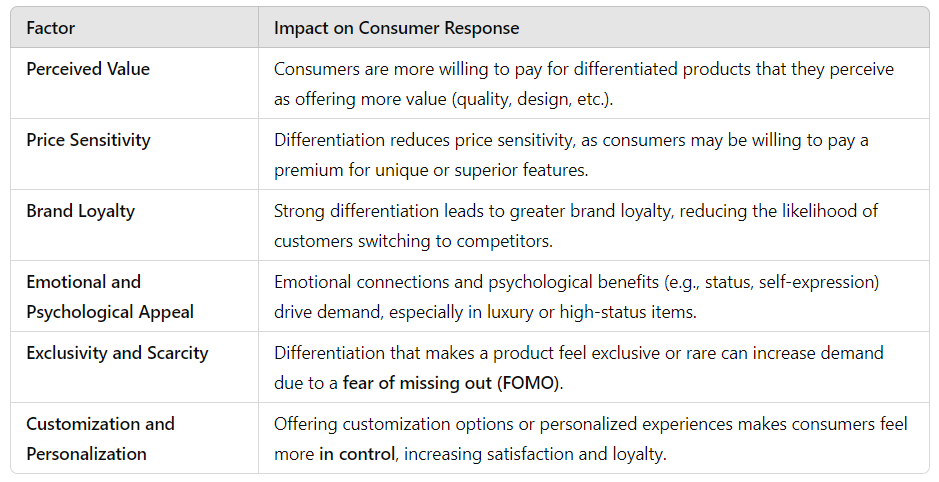 Factor
Impact on Consumer Response
Perceived Value
Consumers are more willing to pay for differentiated products that they perceive
as offering more value (quality, design, etc.).
Price Sensitivity
Differentiation reduces price sensitivity, as consumers may be willing to pay a
premium for unique or superior features.
Brand Loyalty
Strong differentiation leads to greater brand loyalty, reducing the likelihood of
customers switching to competitors.
Emotional and
Psychological Appeal
Emotional connections and psychological benefits (e.g., status, self-expression)
drive demand, especially in luxury or high-status items.
Exclusivity and Scarcity
Differentiation that makes a product feel exclusive or rare can increase demand
due to a fear of missing out (FOMO).
Customization and
Personalization
Offering customization options or personalized experiences makes consumers feel
more in control, increasing satisfaction and loyalty.